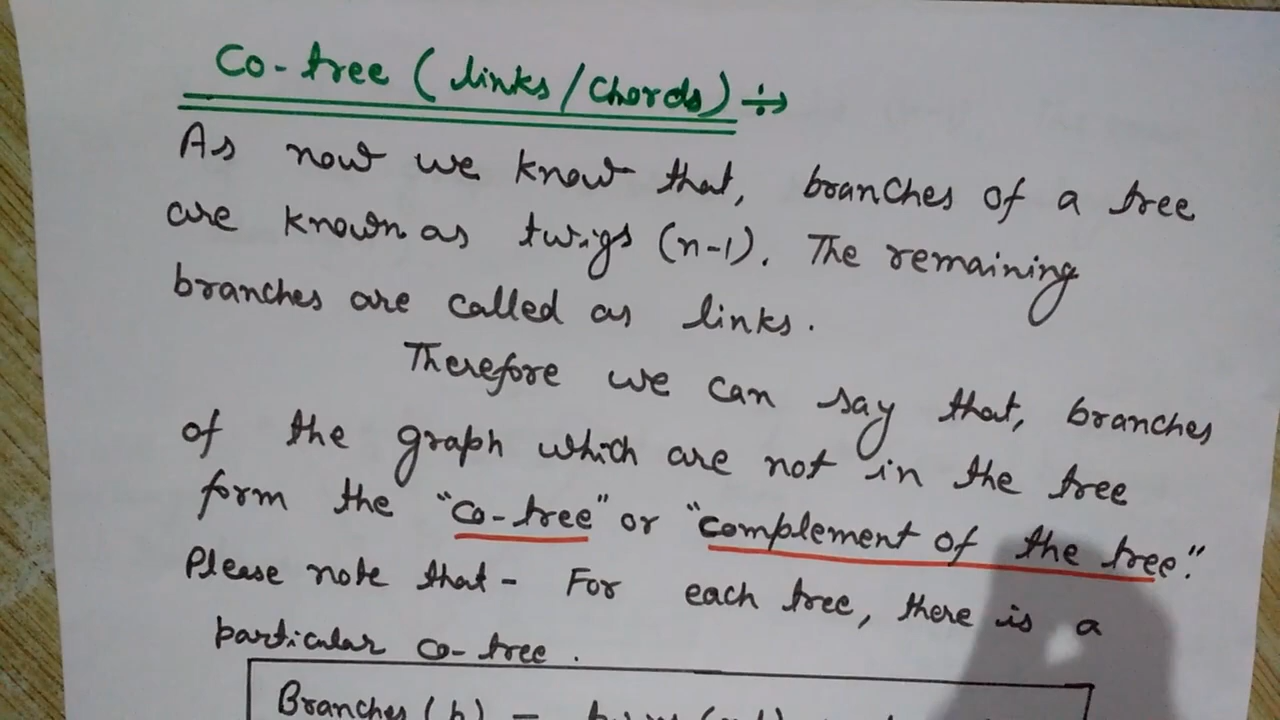 Co-tree (links/chords) ÷→
As now we know that, branches of a tree
are known as twigs (n-1). The remaining
branches are called as links.
Therefore we can say that, branches
of the graph which are not in the tree
form the "co-tree" or "complement of the tree."
Please note that - For each tree, there is a
particular co-tree.
Branches (b) =